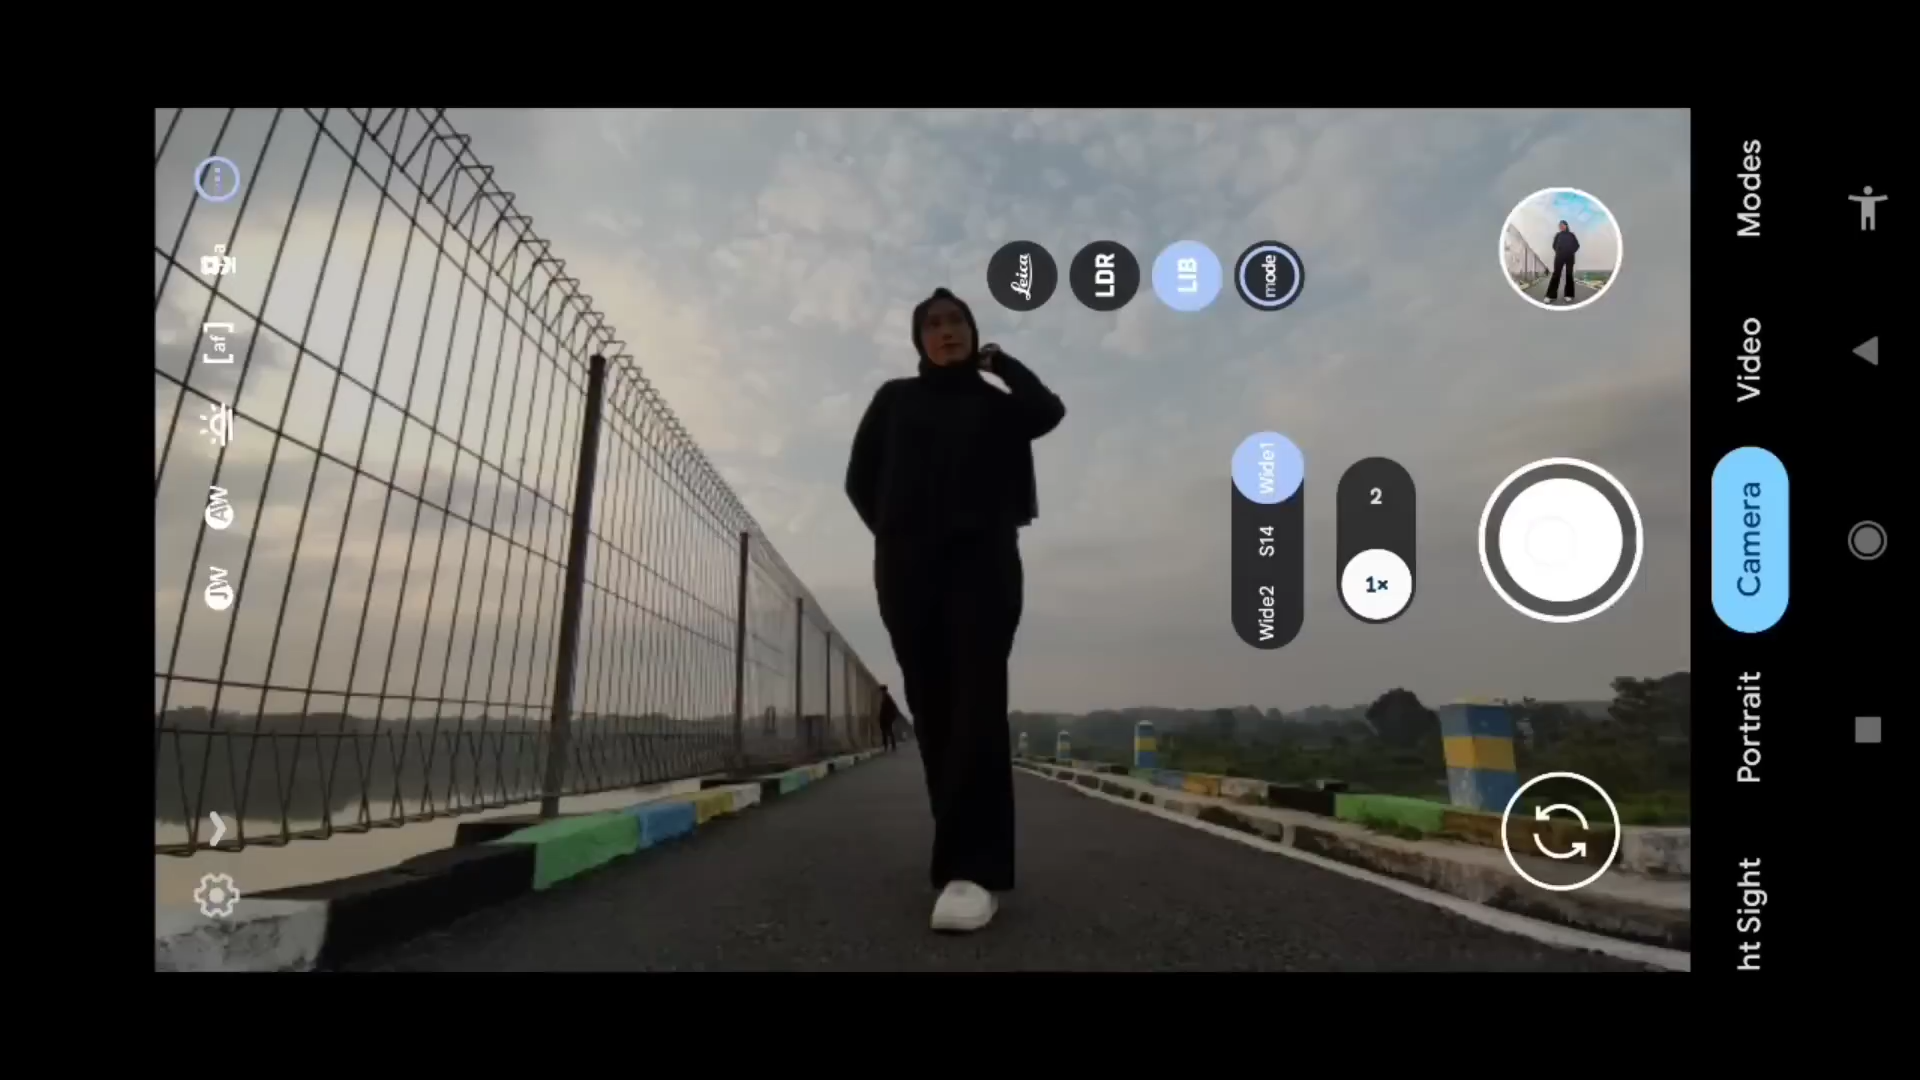 Modes
Video
Camera
Portrait
ht Sight
Leica
LDR
LIB
mode
Wide1
S14
Wide2
2
1×
af
AW